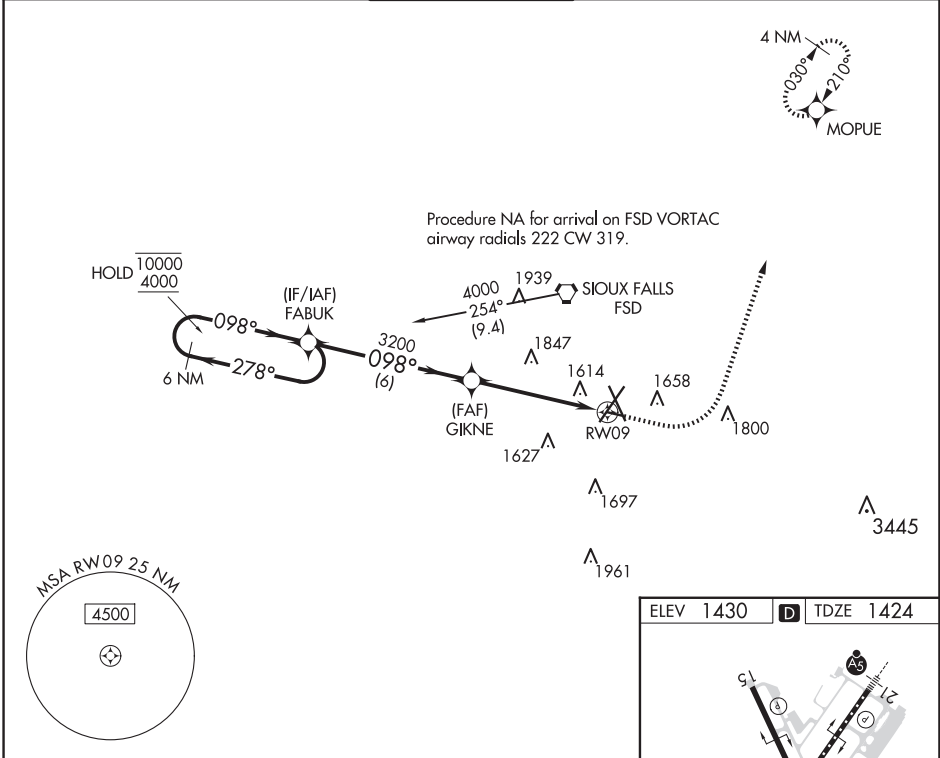 4 NM
030°
210°
MOPUE
Procedure NA for arrival on FSD VORTAC
airway radials 222 CW 319.
HOLD
10000
4000
(IF/IAF)
FABUK
4000
254°
(9.4)
1939
SIOUX FALLS
FSD
098°
278°
6 NM
3200
098°
(6)
1847
1614
1658
(FAF)
GIKNE
RW09
1800
1627
1697
3445
1961
MSA RW09 25 NM
4500
ELEV 1430
D
TDZE 1424
A5
15
21
P
P